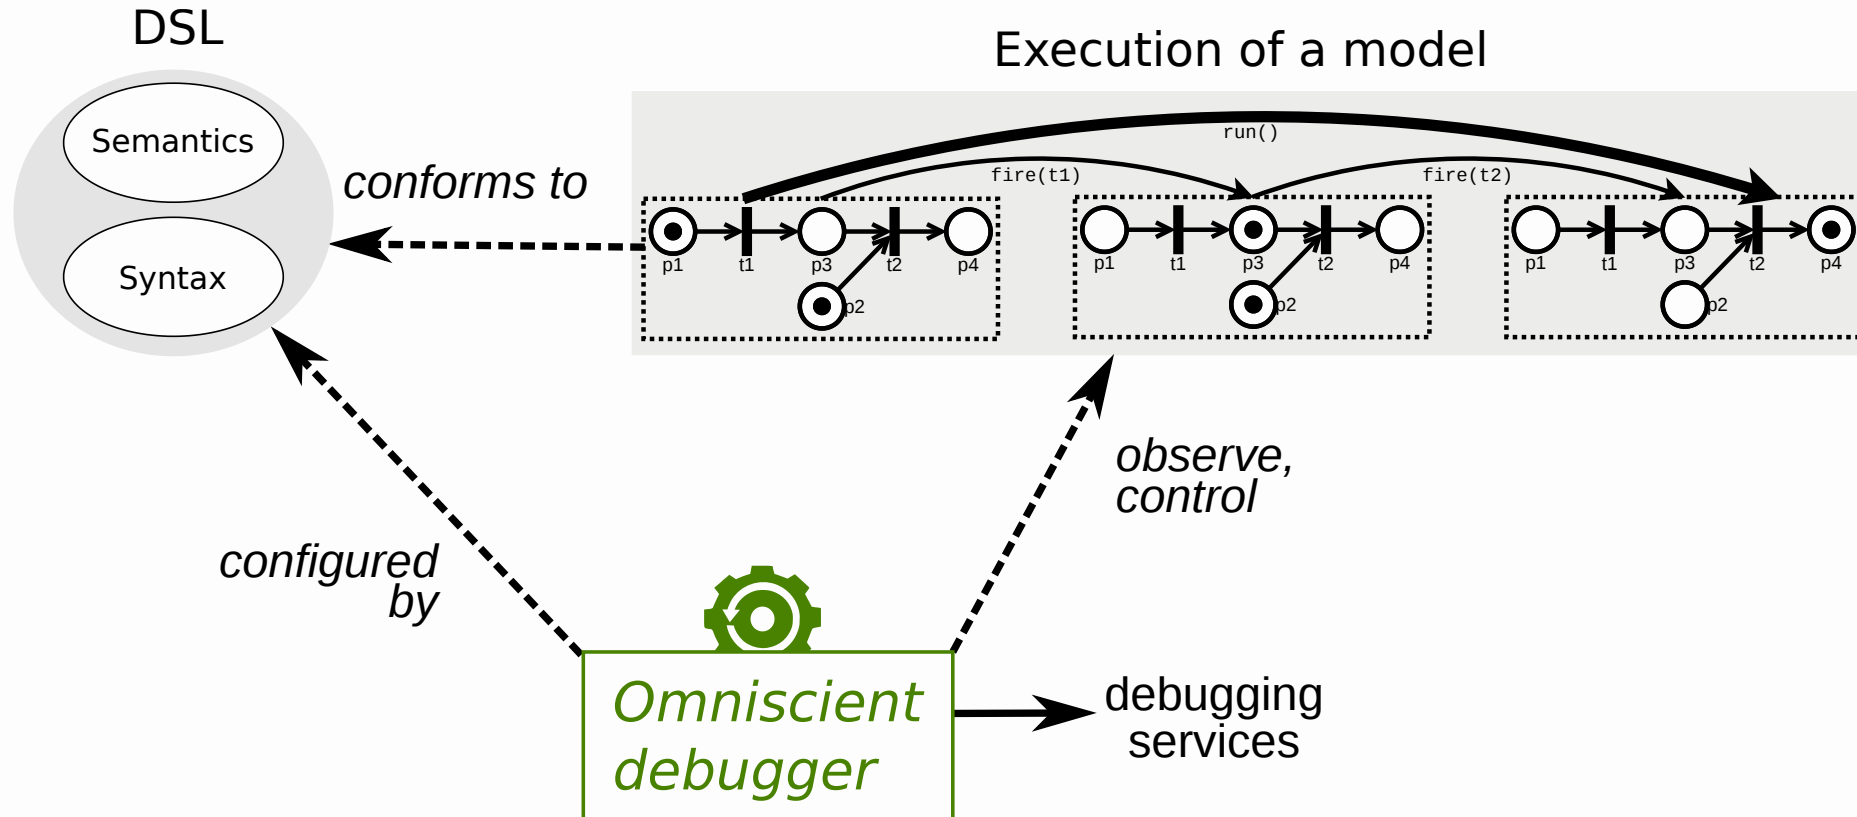 DSL
Execution of a model
Semantics
Syntax
conforms to
run()
fire(t1)
fire(t2)
p1 t1 p3 t2 p4
p2
p1 t1 p3 t2 p4
p2
p1 t1 p3 t2 p4
p2
observe,
control
configured
by
Omniscient
debugger
debugging
services